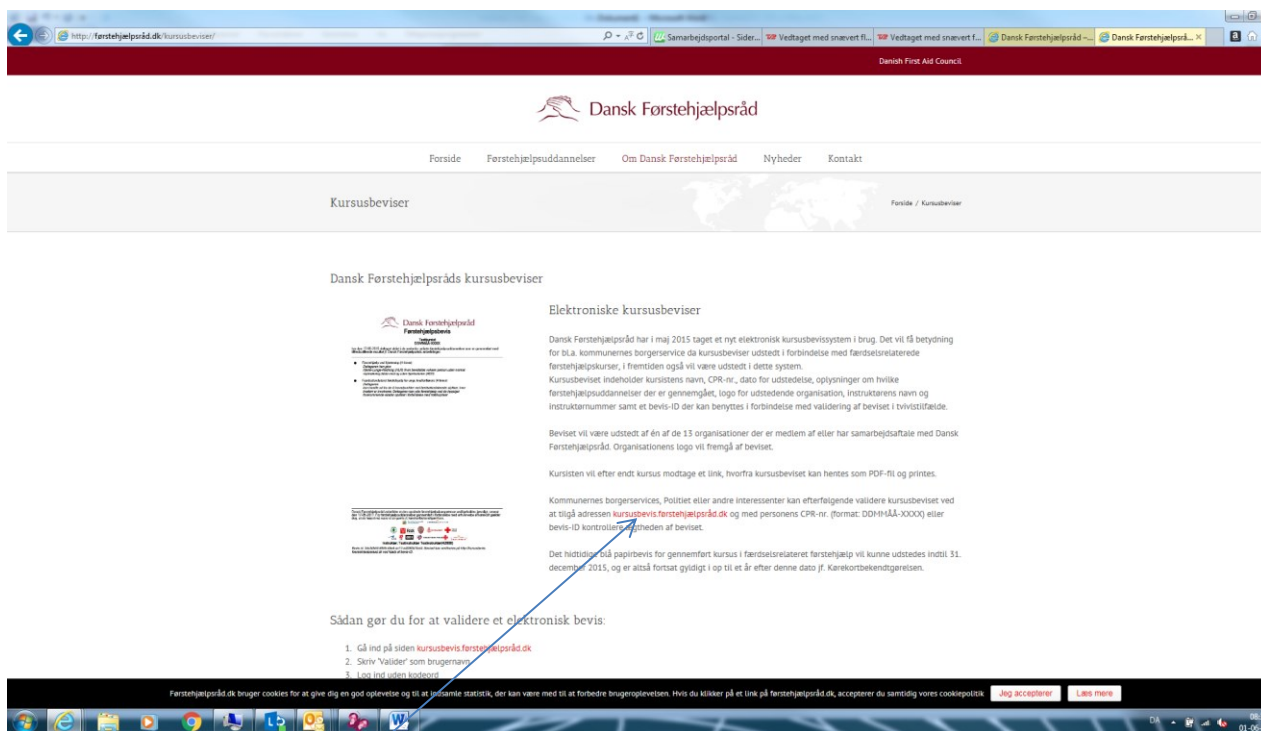 Dokument1 - Microsoft Word
http://førstehjælpsråd.dk/kursusbeviser/
Samarbejdsportal - Sider...
Vedtaget med snævert fl...
Vedtaget med snævert f...
Dansk Førstehjælpsråd –...
Dansk Førstehjælpsrå...
Danish First Aid Council
Dansk Førstehjælpsråd
Forside Førstehjælpsuddannelser Om Dansk Førstehjælpsråd Nyheder Kontakt
Kursusbeviser
Forside / Kursusbeviser
Dansk Førstehjælpsråds kursusbeviser
Dansk Førstehjælpsråd
Førstehjælpsbevis
Elektroniske kursusbeviser
Dansk Førstehjælpsråd har i maj 2015 taget et nyt elektronisk kursusbevissystem i brug. Det vil få betydning
for bl.a. kommunernes borgerservice da kursusbeviser udstedt i forbindelse med færdselsrelaterede
førstehjælpskurser, i fremtiden også vil være udstedt i dette system.
Kursusbeviset indeholder kursistens navn, CPR-nr., dato for udstedelse, oplysninger om hvilke
førstehjælpsuddannelser der er gennemgået, logo for udstedende organisation, instruktørens navn og
instruktørnummer samt et bevis-ID der kan benyttes i forbindelse med validering af beviset i tvivlstilfælde.
Beviset vil være udstedt af én af de 13 organisationer der er medlem af eller har samarbejdsaftale med Dansk
Førstehjælpsråd. Organisationens logo vil fremgå af beviset.
Kursisten vil efter endt kursus modtage et link, hvorfra kursusbeviset kan hentes som PDF-fil og printes.
Kommunernes borgerservices, Politiet eller andre interessenter kan efterfølgende validere kursusbeviset ved
at tilgå adressen kursusbevis.førstehjælpsråd.dk og med personens CPR-nr. (format: DDMMÅÅ-XXXX) eller
bevis-ID kontrollere ægtheden af beviset.
Det hidtidige blå papirbevis for gennemført kursus i færdselsrelateret førstehjælp vil kunne udstedes indtil 31.
december 2015, og er altså fortsat gyldigt i op til et år efter denne dato jf. Kørekortbekendtgørelsen.
Sådan gør du for at validere et elektronisk bevis:
1. Gå ind på siden kursusbevis.førstehjælpsråd.dk
2. Skriv 'Valider' som brugernavn
3. Log ind uden kodeord
Førstehjælpsråd.dk bruger cookies for at give dig en god oplevelse og til at indsamle statistik, der kan være med til at forbedre brugeroplevelsen. Hvis du klikker på et link på førstehjælpsråd.dk, accepterer du samtidig vores cookiepolitik
Jeg accepterer
Læs mere
DA
01-06